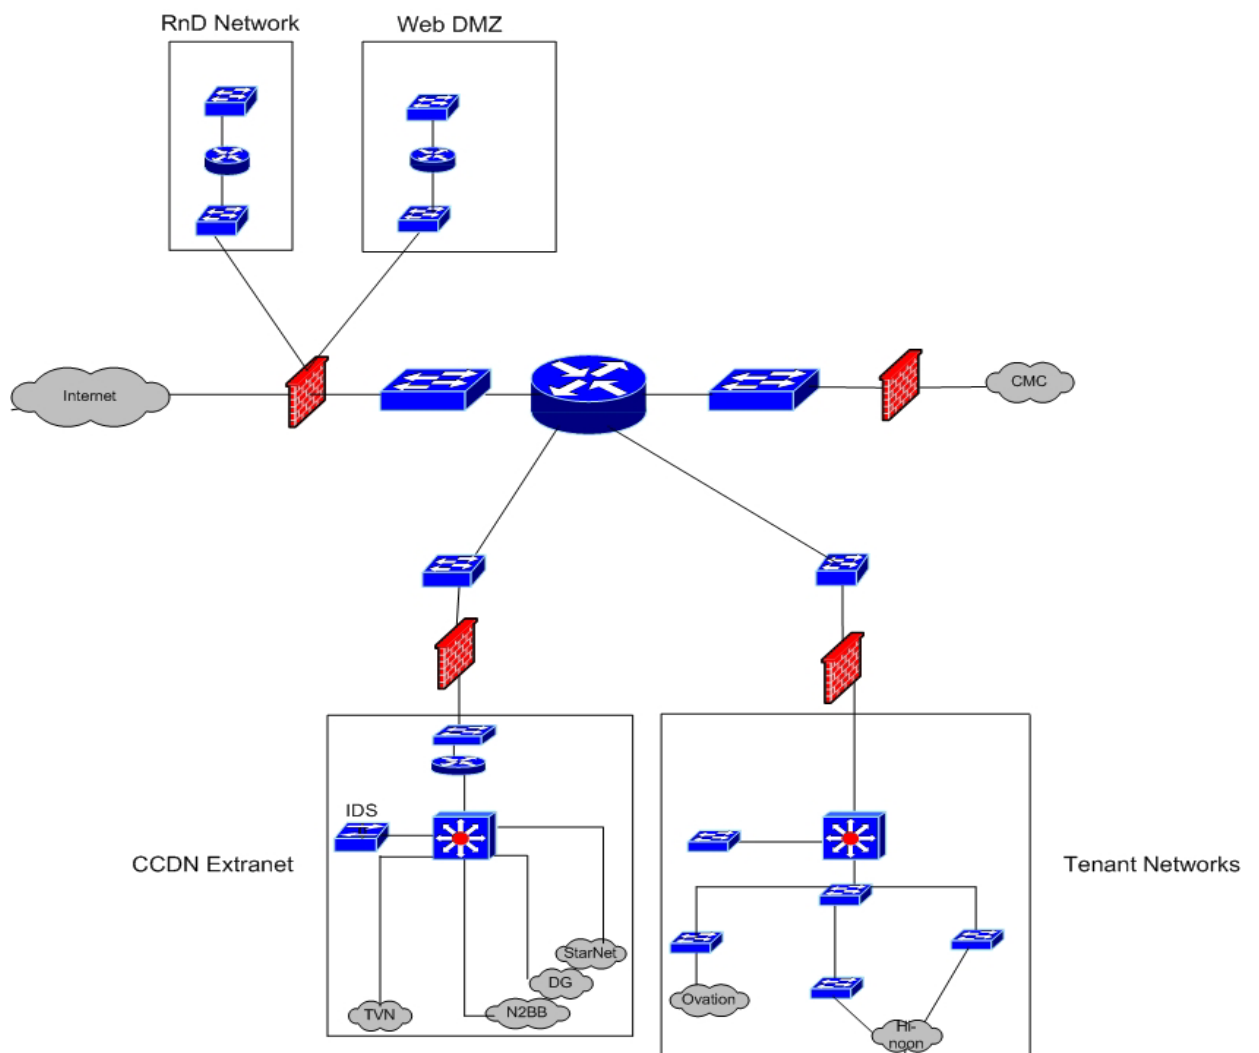 RnD Network
Web DMZ
Internet
CMC
IDS
CCDN Extranet
Tenant Networks
StarNet
DG
N2BB
TVN
Ovation
Hi-
noon